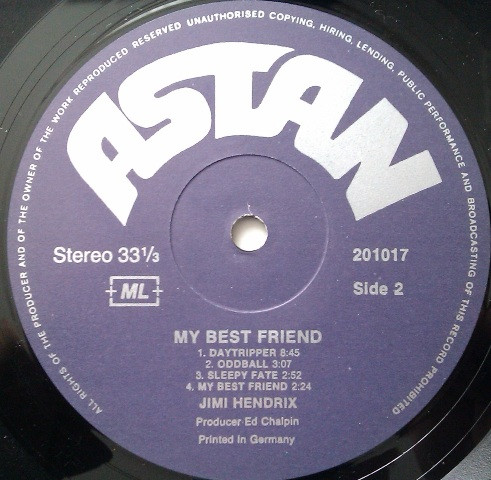 ALL RIGHTS OF THE PRODUCER AND OF THE OWNER OF THE WORK REPRODUCED RESERVED UNAUTHORISED COPYING, HIRING, LENDING, PUBLIC PERFORMANCE AND BROADCASTING OF THIS RECORD PROHIBITED
ASTAN
Stereo 33⅓
201017
ML
Side 2
MY BEST FRIEND
1. DAYTRIPPER 8:45
2. ODDBALL 3:07
3. SLEEPY FATE 2:52
4. MY BEST FRIEND 2:24
JIMI HENDRIX
Producer Ed Chalpin
Printed in Germany